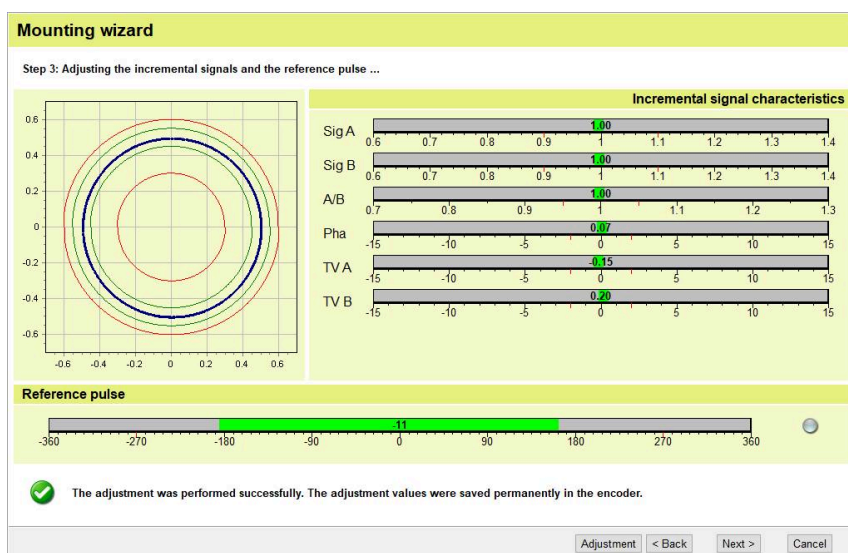 Mounting wizard
Step 3: Adjusting the incremental signals and the reference pulse ...
Incremental signal characteristics
0.6
0.4
0.2
0
-0.2
-0.4
-0.6
-0.6 -0.4 -0.2 0 0.2 0.4 0.6
Sig A 1.00
0.6 0.7 0.8 0.9 1 1.1 1.2 1.3 1.4
Sig B 1.00
0.6 0.7 0.8 0.9 1 1.1 1.2 1.3 1.4
A/B 1.00
0.7 0.8 0.9 1 1.1 1.2 1.3
Pha 0.07
-15 -10 -5 0 5 10 15
TV A -0.15
-15 -10 -5 0 5 10 15
TV B 0.20
-15 -10 -5 0 5 10 15
Reference pulse
-11
-360 -270 -180 -90 0 90 180 270 360
The adjustment was performed successfully. The adjustment values were saved permanently in the encoder.
Adjustment < Back Next > Cancel